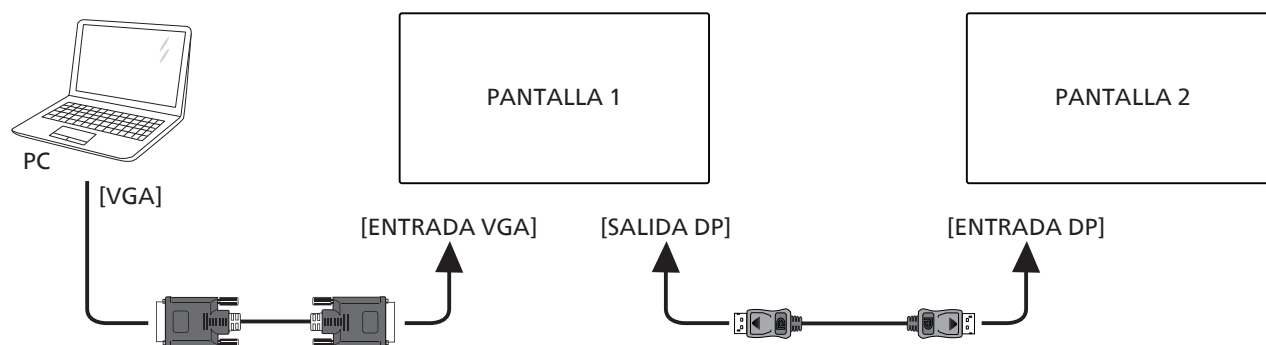 PANTALLA 1
PANTALLA 2
PC
[VGA]
[ENTRADA VGA]
[SALIDA DP]
[ENTRADA DP]